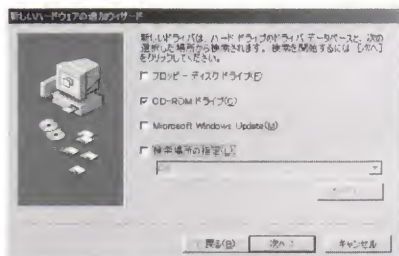 新しいハードウェアの追加ウィザード
新しいドライバは、ハード ドライブのドライバ データベースと、次の
選択した場所から検索されます。検索を開始するには [次へ]
をクリックしてください。
フロッピー ディスク ドライブ(F)
CD-ROM ドライブ(C)
Microsoft Windows Update(M)
検索場所の指定(L):
< 戻る(B)
次へ >
キャンセル